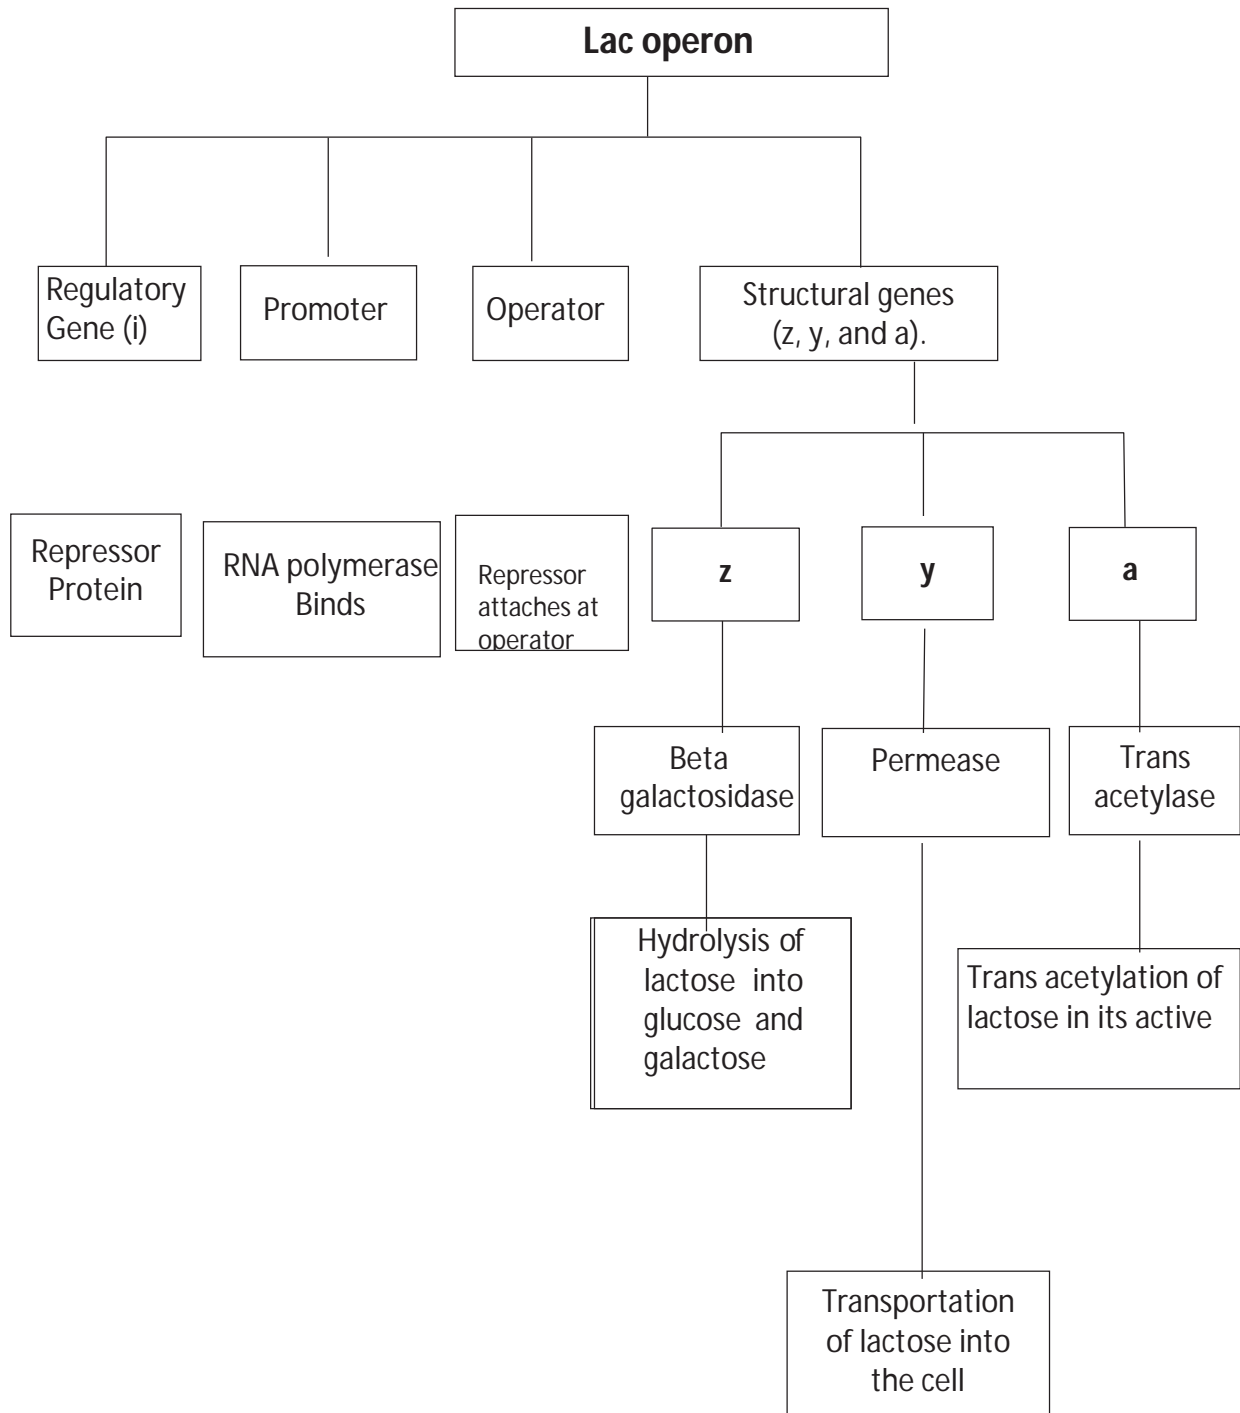 Lac operon
Regulatory
Gene (i)
Promoter
Operator
Structural genes
(z, y, and a).
Repressor
Protein
RNA polymerase
Binds
Repressor
attaches at
operator
z
y
a
Beta
galactosidase
Permease
Trans
acetylase
Hydrolysis of
lactose into
glucose and
galactose
Trans acetylation of
lactose in its active
Transportation
of lactose into
the cell